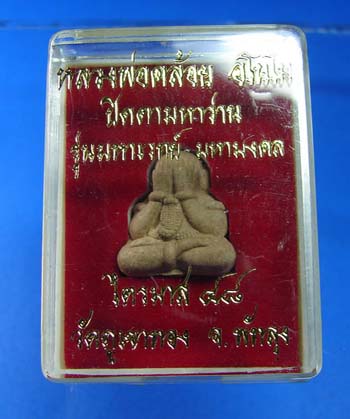 หลวงพ่อคล้อย อโนโม
ปิดตามหาว่าน
รุ่นมหาเวทย์ มหามงคล
ไตรมาส ๔๘
วัดภูเขาทอง จ.พัทลุง